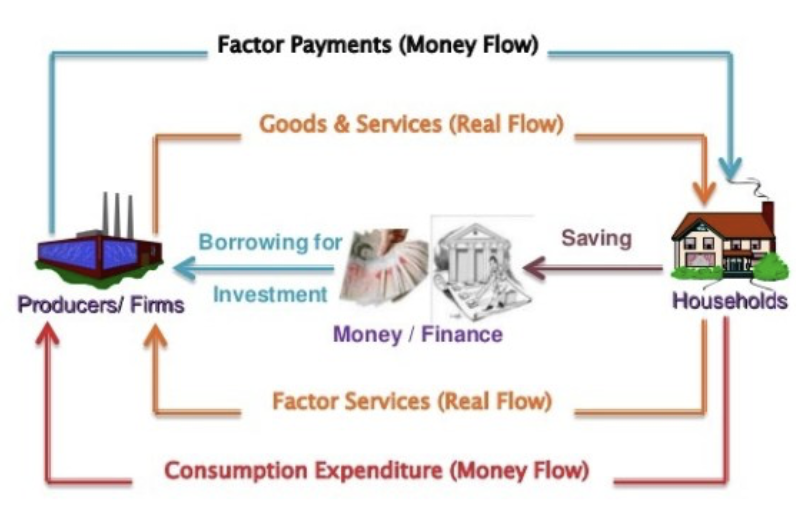 Factor Payments (Money Flow)
Goods & Services (Real Flow)
Borrowing for
Investment
Saving
Producers/ Firms
Households
Money / Finance
Factor Services (Real Flow)
Consumption Expenditure (Money Flow)